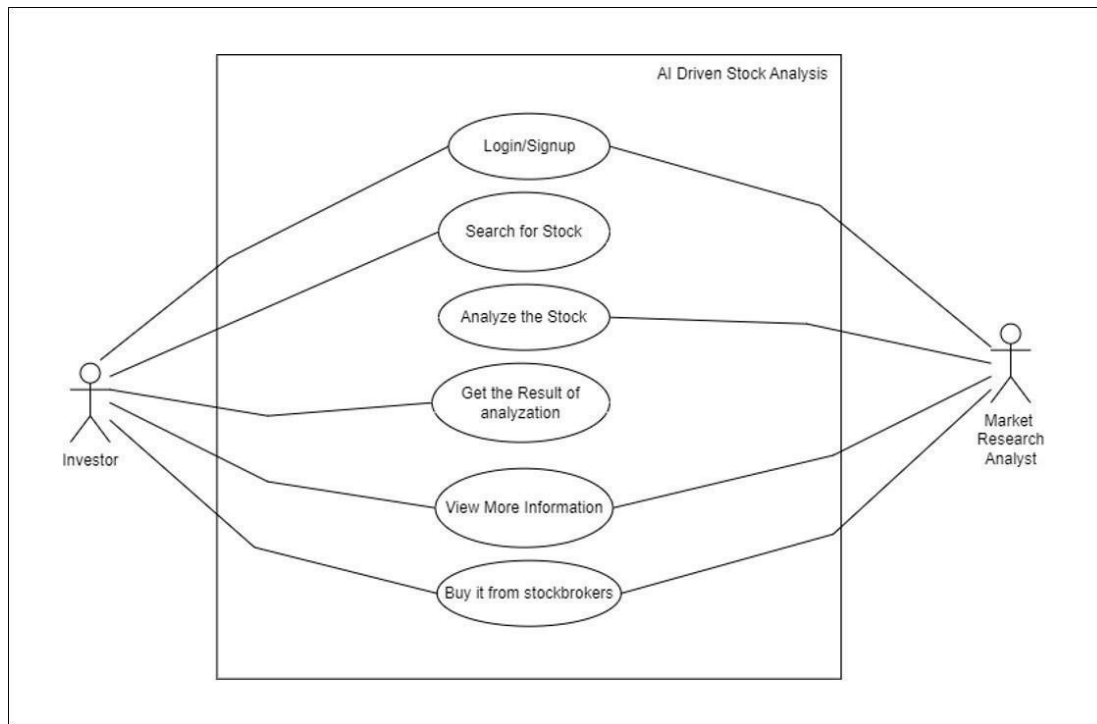 AI Driven Stock Analysis
Login/Signup
Search for Stock
Analyze the Stock
Get the Result of
analyzation
View More Information
Buy it from stockbrokers
Investor
Market
Research
Analyst